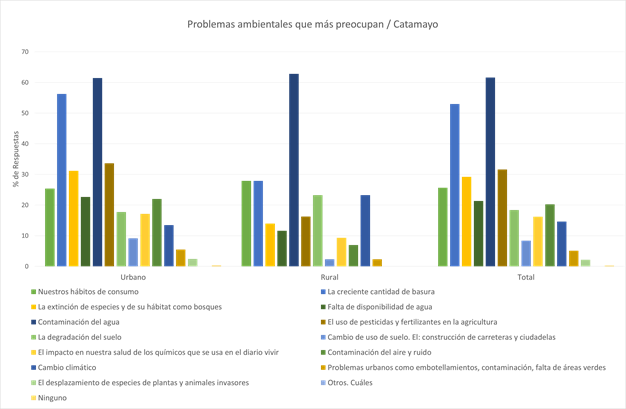 Problemas ambientales que más preocupan / Catamayo
% de Respuestas
70
60
50
40
30
20
10
0
Urbano Rural Total
Nuestros hábitos de consumo
La creciente cantidad de basura
La extinción de especies y de su hábitat como bosques
Falta de disponibilidad de agua
Contaminación del agua
El uso de pesticidas y fertilizantes en la agricultura
La degradación del suelo
Cambio de uso de suelo. El: construcción de carreteras y ciudadelas
El impacto en nuestra salud de los químicos que se usa en el diario vivir
Contaminación del aire y ruido
Cambio climático
Problemas urbanos como embotellamientos, contaminación, falta de áreas verdes
El desplazamiento de especies de plantas y animales invasores
Otros. Cuáles
Ninguno